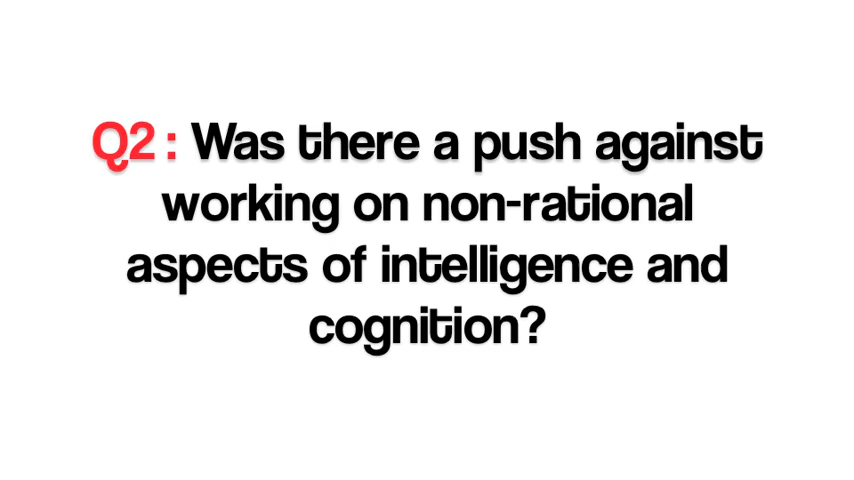 Q2 : Was there a push against
working on non-rational
aspects of intelligence and
cognition?